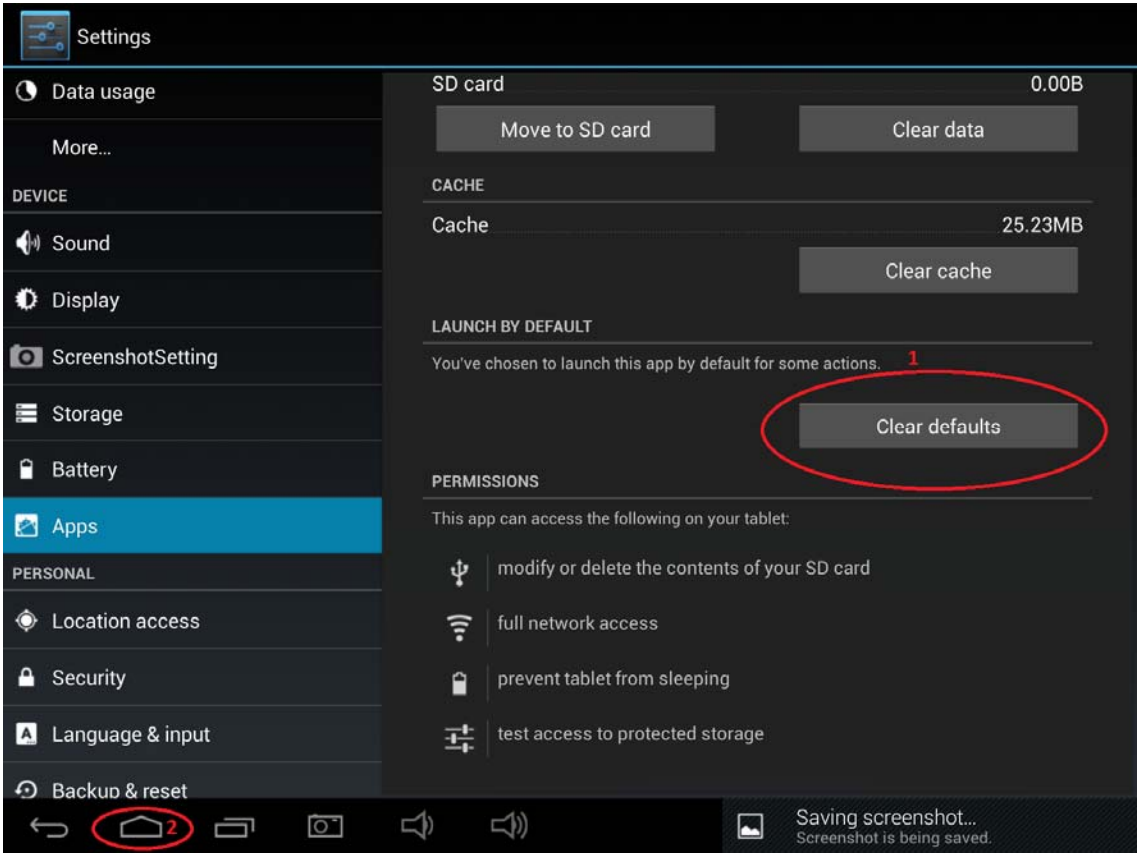 Settings
Data usage
More...
DEVICE
Sound
Display
ScreenshotSetting
Storage
Battery
Apps
PERSONAL
Location access
Security
A Language & input
Backup & reset
SD card 0.00B
Move to SD card Clear data
CACHE
Cache 25.23MB
Clear cache
LAUNCH BY DEFAULT
You've chosen to launch this app by default for some actions. 1
Clear defaults
PERMISSIONS
This app can access the following on your tablet:
modify or delete the contents of your SD card
full network access
prevent tablet from sleeping
test access to protected storage
2
Saving screenshot...
Screenshot is being saved.